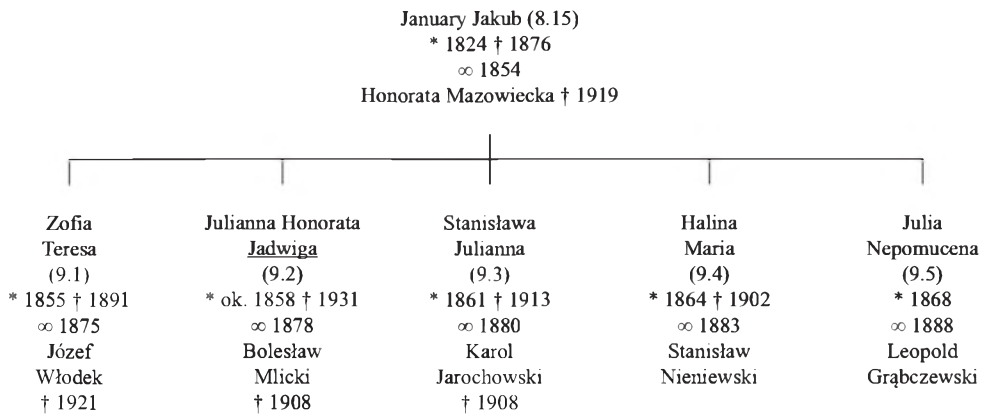 January Jakub (8.15)
* 1824 † 1876
∞ 1854
Honorata Mazowiecka † 1919
Zofia
Teresa
(9.1)
* 1855 † 1891
∞ 1875
Józef
Włodek
† 1921
Julianna Honorata
Jadwiga
(9.2)
* ok. 1858 † 1931
∞ 1878
Bolesław
Mlicki
† 1908
Stanisława
Julianna
(9.3)
* 1861 † 1913
∞ 1880
Karol
Jarochowski
† 1908
Halina
Maria
(9.4)
* 1864 † 1902
∞ 1883
Stanisław
Nieniewski
Julia
Nepomucena
(9.5)
* 1868
∞ 1888
Leopold
Grąbczewski